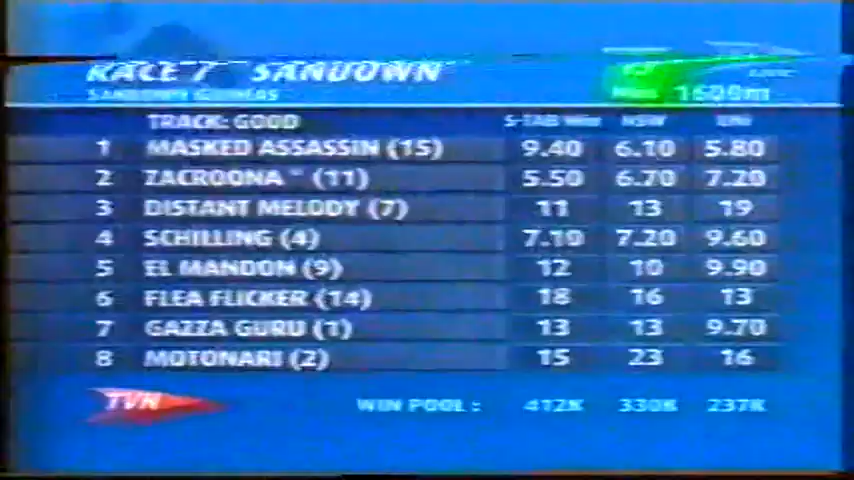 RACE 7 SANDOWN
SANDOWN GUINEAS 1600m
TRACK: GOOD S-TAB Win NSW UNI
1 MASKED ASSASSIN (15) 9.40 6.10 5.80
2 ZACROONA * (11) 5.50 6.70 7.20
3 DISTANT MELODY (7) 11 13 19
4 SCHILLING (4) 7.10 7.20 9.60
5 EL MANDON (9) 12 10 9.90
6 FLEA FLICKER (14) 18 16 13
7 GAZZA GURU (1) 13 13 9.70
8 MOTONARI (2) 15 23 16
TVN WIN POOL : 412K 330K 237K